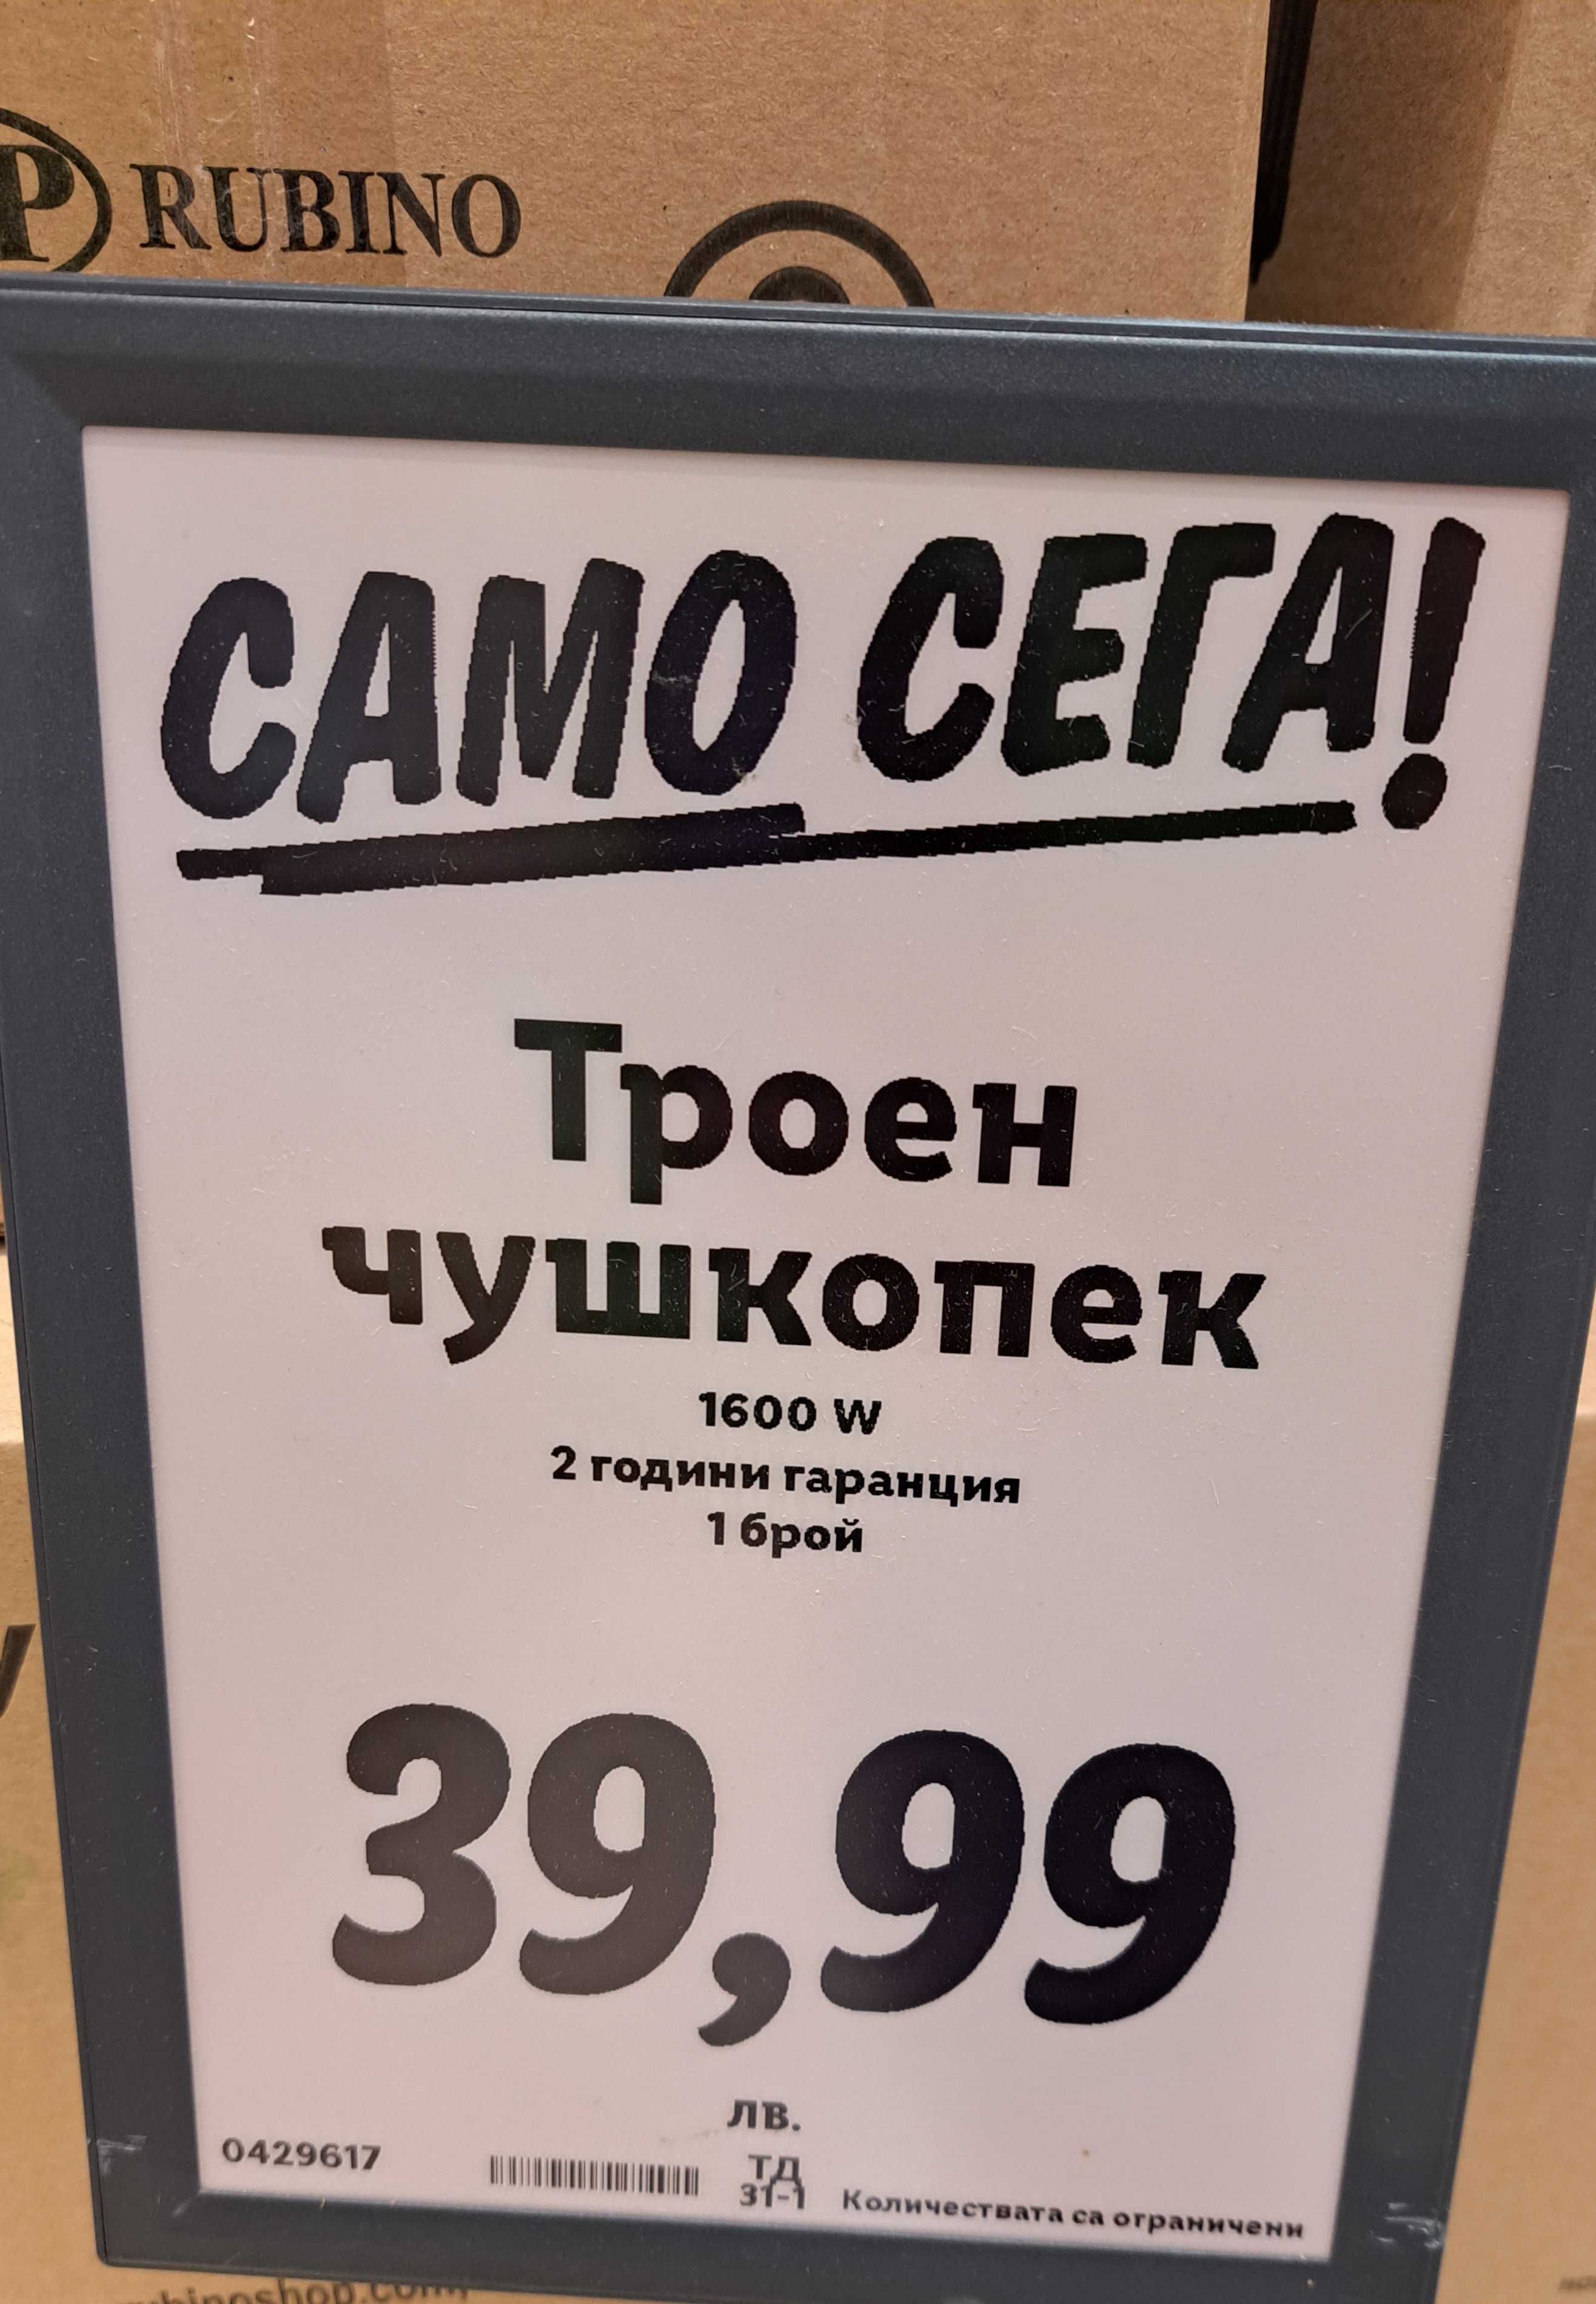 P RUBINO
САМО СЕГА!
Троен
чушкопек
1600 W
2 години гаранция
1 брой
39,99
лв.
0429617
ТД
31-1
Количествата са ограничени